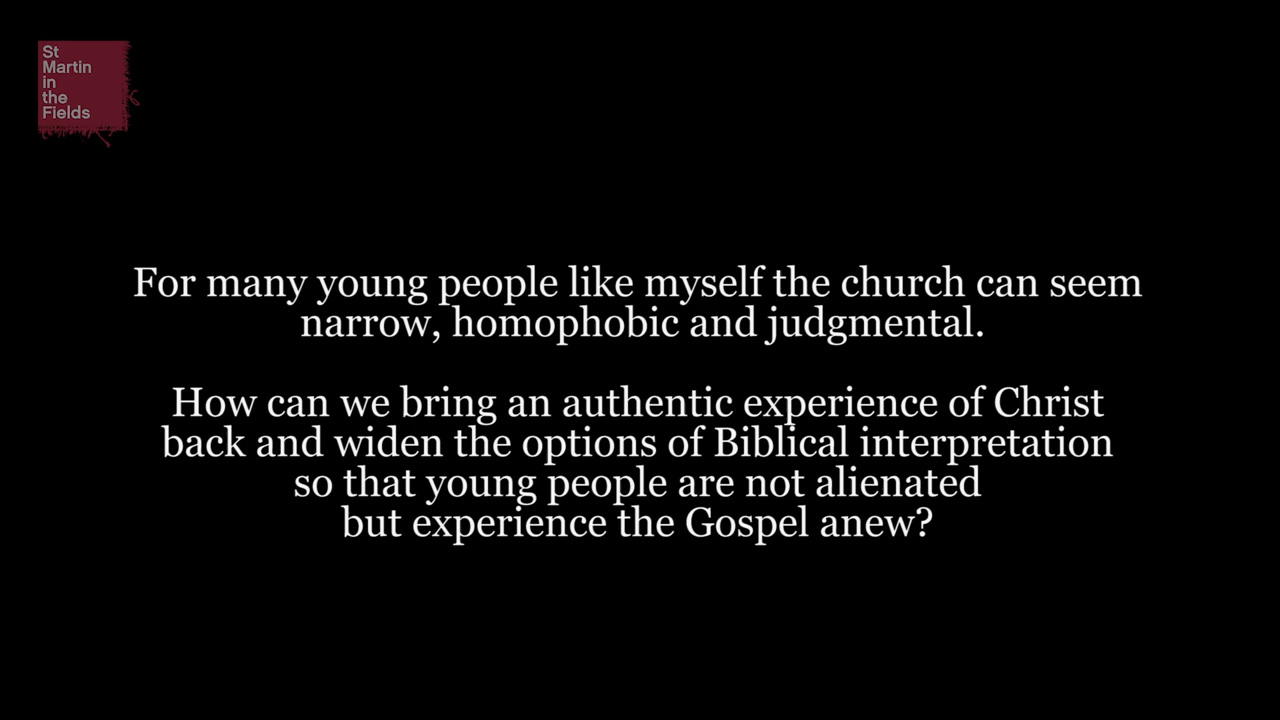 St
Martin
in
the
Fields
For many young people like myself the church can seem
narrow, homophobic and judgmental.
How can we bring an authentic experience of Christ
back and widen the options of Biblical interpretation
so that young people are not alienated
but experience the Gospel anew?